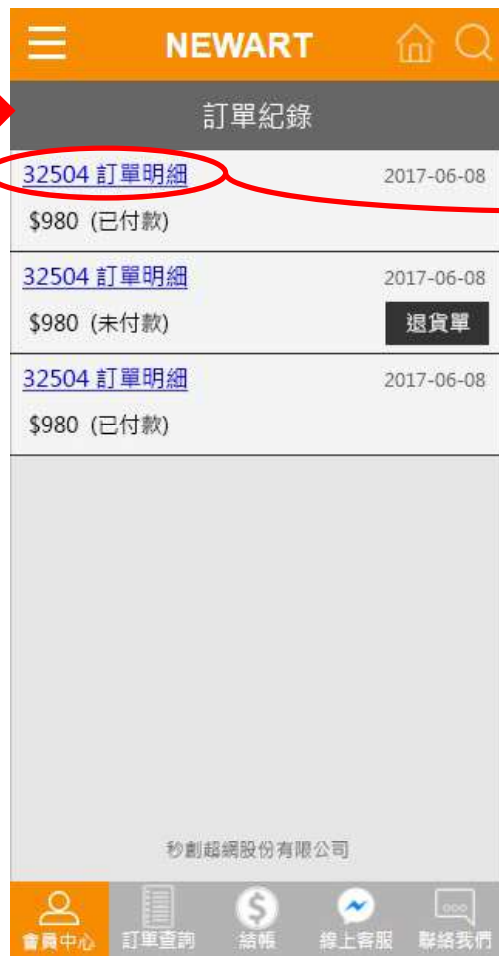 NEWART
訂單紀錄
32504 訂單明細 2017-06-08
$980 (已付款)
32504 訂單明細 2017-06-08
$980 (未付款) 退貨單
32504 訂單明細 2017-06-08
$980 (已付款)
秒創超網股份有限公司
會員中心 訂單查詢 結帳 線上客服 聯絡我們